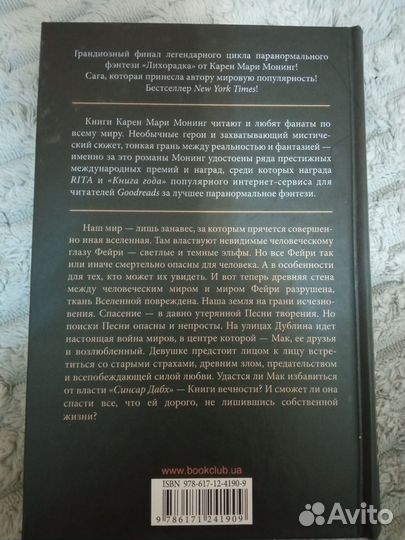 Грандиозный финал легендарного цикла паранормального
фэнтези «Лихорадка» от Карен Мари Монинг!
Сага, которая принесла автору мировую популярность!
Бестселлер New York Times!
Книги Карен Мари Монинг читают и любят фанаты по
всему миру. Необычные герои и захватывающий мистиче-
ский сюжет, тонкая грань между реальностью и фантазией —
именно за это романы Монинг удостоены ряда престижных
международных премий и наград, среди которых награда
RITA и «Книга года» популярного интернет-сервиса для
читателей Goodreads за лучшее паранормальное фэнтези.
Наш мир — лишь занавес, за которым прячется совершен-
но иная вселенная. Там властвуют невидимые человеческому
глазу Фейри — светлые и темные эльфы. Но все Фейри так
или иначе смертельно опасны для человека. А в особенности
для тех, кто может их увидеть. И вот теперь древняя стена
между человеческим миром и миром Фейри разрушена,
ткань Вселенной повреждена. Наша земля на грани исчезно-
вения. Спасение — в давно утерянной Песни творения. Но
поиски Песни опасны и непросты. На улицах Дублина идет
настоящая война миров, в центре которой — Мак, ее друзья
и возлюбленный. Девушке предстоит лицом к лицу встре-
титься со старыми страхами, древним злом, предательством
и всепобеждающей силой любви. Удастся ли Мак избавиться
от власти «Синсар Дабх» — Книги вечности? И сможет ли она
спасти все, что ей дорого, не лишившись собственной
жизни?
www.bookclub.ua
ISBN 978-617-12-4190-9
9 786171 241909
Avito